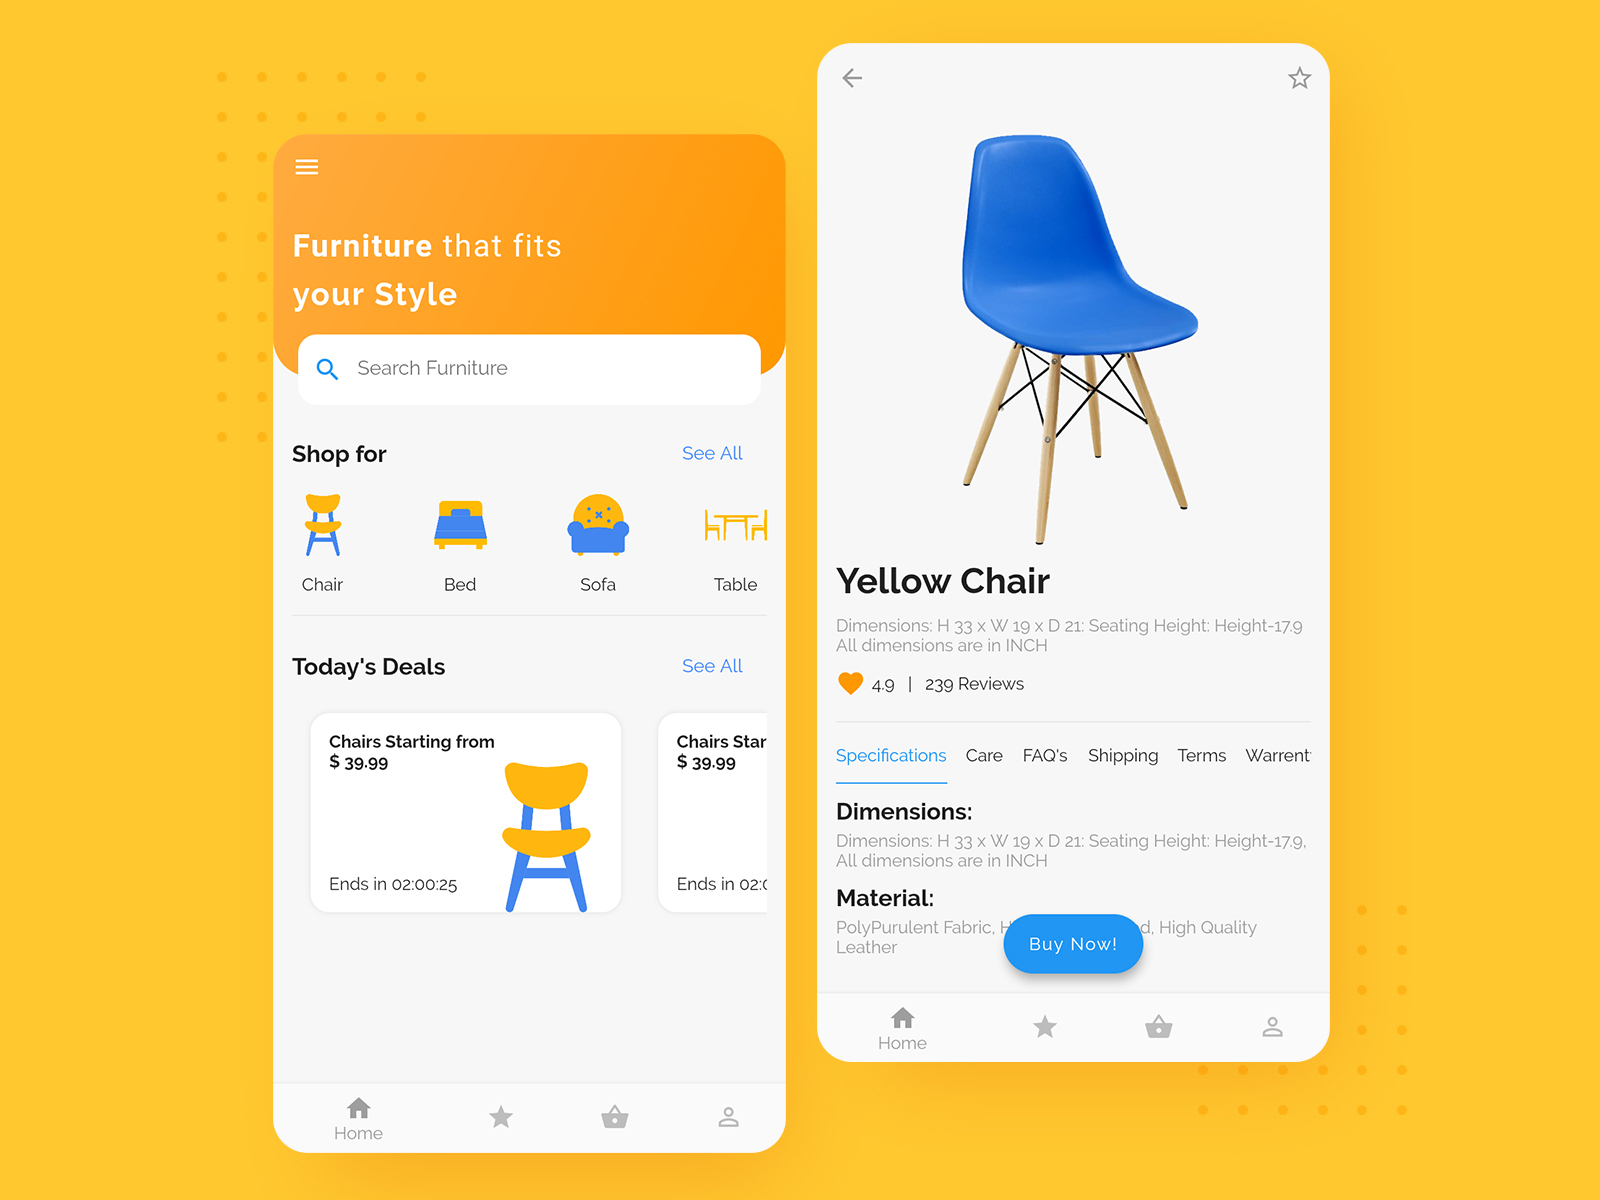 Furniture that fits
your Style
Search Furniture
Shop for
See All
Chair
Bed
Sofa
Table
Today's Deals
See All
Chairs Starting from
$ 39.99
Ends in 02:00:25
Chairs Star
$ 39.99
Ends in 02:0
Home
Yellow Chair
Dimensions: H 33 x W 19 x D 21: Seating Height: Height-17.9
All dimensions are in INCH
4.9 | 239 Reviews
Specifications Care FAQ's Shipping Terms Warrent
Dimensions:
Dimensions: H 33 x W 19 x D 21: Seating Height: Height-17.9,
All dimensions are in INCH
Material:
PolyPurulent Fabric, High Quality
Leather
Buy Now!
Home